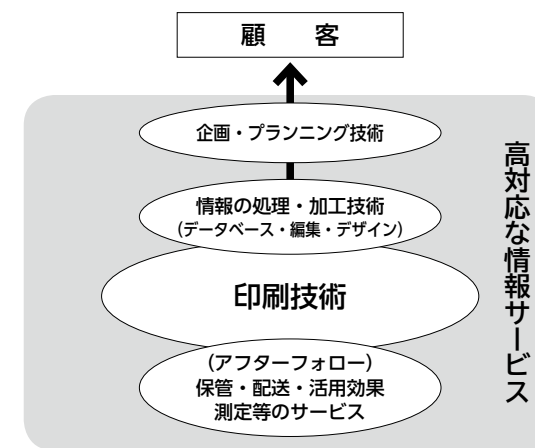 顧　客
企画・プランニング技術
情報の処理・加工技術
(データベース・編集・デザイン)
印刷技術
(アフターフォロー)
保管・配送・活用効果
測定等のサービス
高対応な情報サービス